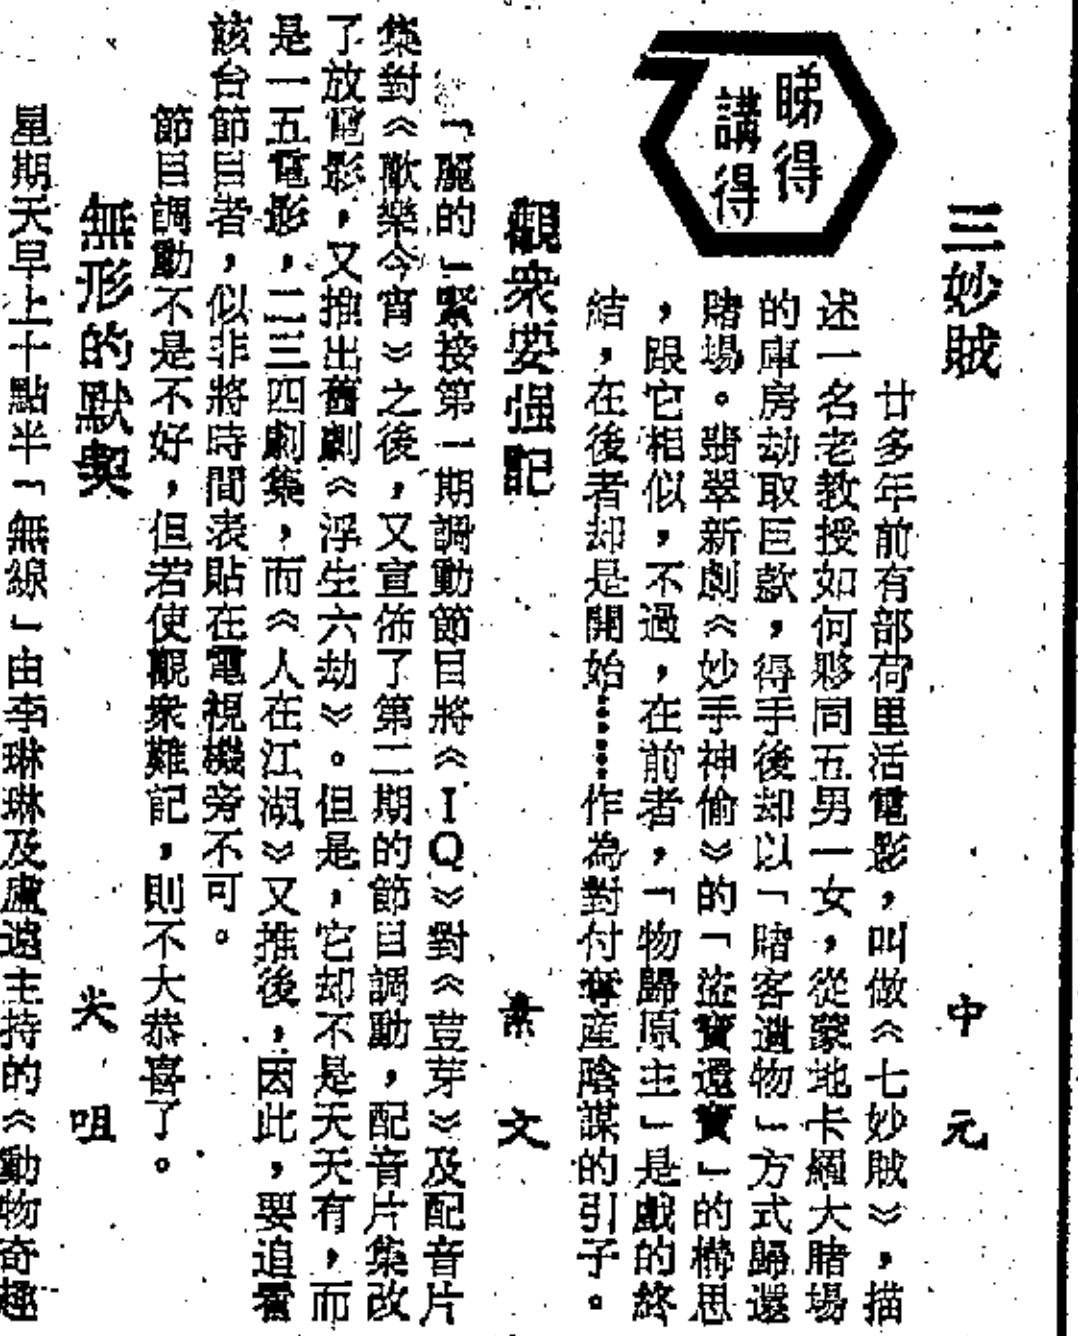 睇得
講得
三妙賊
中元
廿多年前有部荷里活電影，叫做《七妙賊》，描
述一名老教授如何夥同五男一女，從蒙地卡羅大賭場
的庫房劫取巨款，得手後却以「賭客遺物」方式歸還
賭場。翡翠新劇《妙手神偷》的「盜寶還寶」的橋思
，跟它相似，不過，在前者，「物歸原主」是戲的終
結，在後者却是開始……作為對付奪產陰謀的引子。
觀衆要强記
文
「麗的」緊接第一期調動節目將《IQ》對《荳芽》及配音片
集對《歡樂今宵》之後，又宣佈了第二期的節目調動，配音片集改
了放電影，又推出舊劇《浮生六劫》。但是，它却不是天天有，而
是一五電影，二三四劇集，而《人在江湖》又推後，因此，要追看
該台節目者，似非將時間表貼在電視機旁不可。
節目調動不是不好，但若使觀衆難記，則不大恭喜了。
無形的默契
咀
星期天早上十點半「無線」由李琳琳及盧遠主持的《動物奇趣